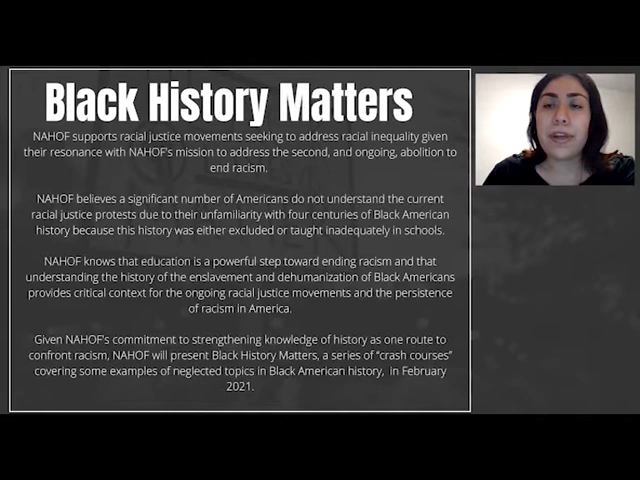 Black History Matters
NAHOF supports racial justice movements seeking to address racial inequality given
their resonance with NAHOF's mission to address the second, and ongoing, abolition to
end racism.
NAHOF believes a significant number of Americans do not understand the current
racial justice protests due to their unfamiliarity with four centuries of Black American
history because this history was either excluded or taught inadequately in schools.
NAHOF knows that education is a powerful step toward ending racism and that
understanding the history of the enslavement and dehumanization of Black Americans
provides critical context for the ongoing racial justice movements and the persistence
of racism in America.
Given NAHOF's commitment to strengthening knowledge of history as one route to
confront racism, NAHOF will present Black History Matters, a series of “crash courses”
covering some examples of neglected topics in Black American history, in February
2021.